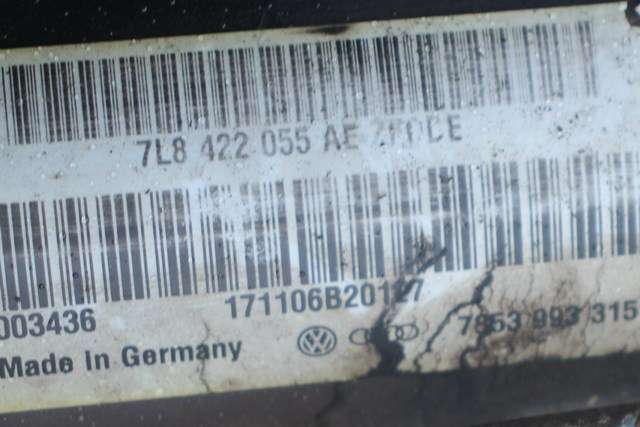 7L8 422 055 AE
003436
171106B20127
7853 993 315
Made In Germany